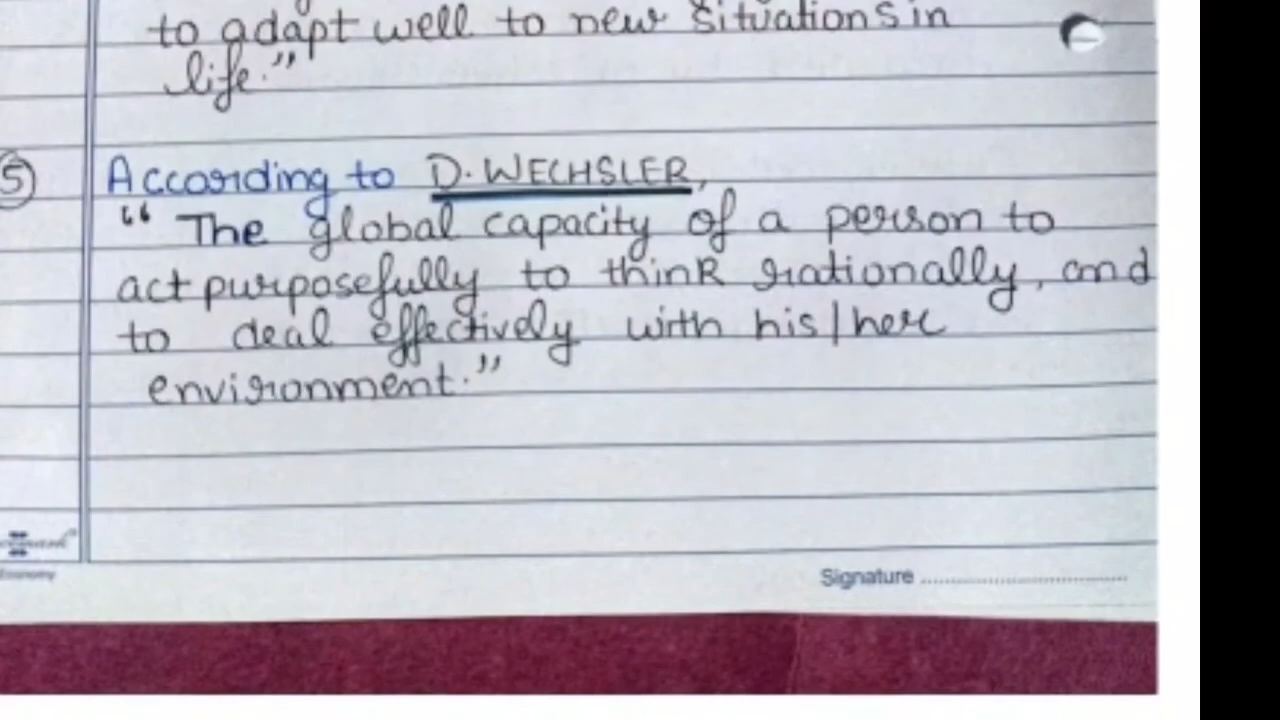 to adapt well to new situations in
life."
5 According to D. WECHSLER,
" The global capacity of a person to
act purposefully to think rationally, and
to deal effectively with his/her
environment."
Economy
Signature